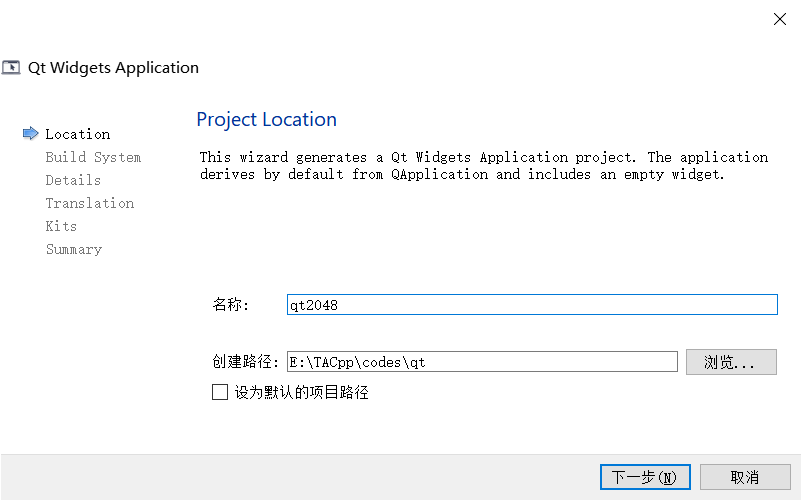 Qt Widgets Application
Location
Build System
Details
Translation
Kits
Summary
Project Location
This wizard generates a Qt Widgets Application project. The application
derives by default from QApplication and includes an empty widget.
名称:
qt2048
创建路径:
E:\TACpp\codes\qt
浏览...
设为默认的项目路径
下一步(N)
取消